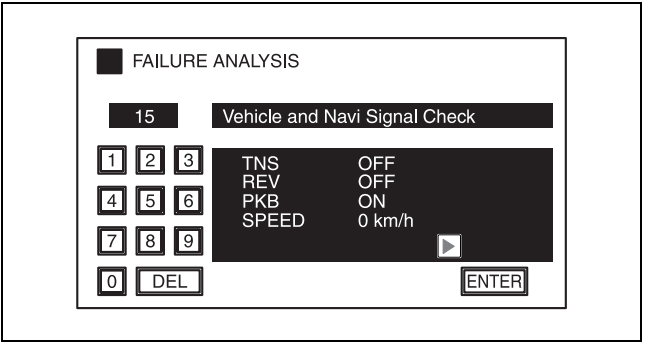 FAILURE ANALYSIS
15 Vehicle and Navi Signal Check
1 2 3
TNS OFF
REV OFF
4 5 6
PKB ON
SPEED 0 km/h
7 8 9
0 DEL ENTER